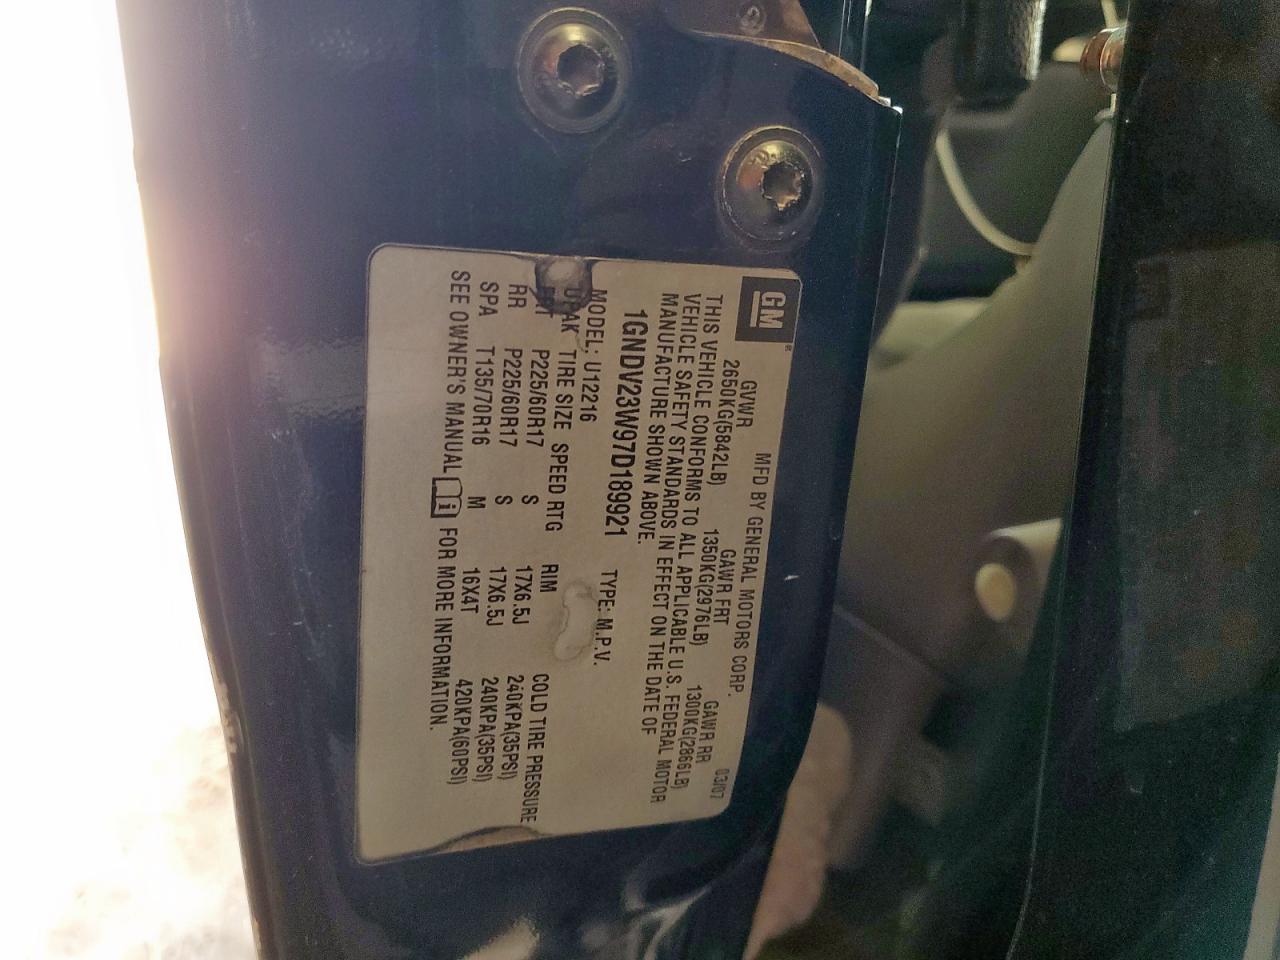 GM
MFD BY GENERAL MOTORS CORP. 03/07
GVWR GAWR FRT GAWR RR
2650KG(5842LB) 1350KG(2976LB) 1300KG(2866LB)
THIS VEHICLE CONFORMS TO ALL APPLICABLE U.S. FEDERAL MOTOR
VEHICLE SAFETY STANDARDS IN EFFECT ON THE DATE OF
MANUFACTURE SHOWN ABOVE.
1GNDV23W97D189921 TYPE: M.P.V.
MODEL: U12216
TIRE SIZE SPEED RTG RIM COLD TIRE PRESSURE
FRT P225/60R17 S 17X6.5J 240KPA(35PSI)
RR P225/60R17 S 17X6.5J 240KPA(35PSI)
SPA T135/70R16 M 16X4T 420KPA(60PSI)
SEE OWNER'S MANUAL i FOR MORE INFORMATION.